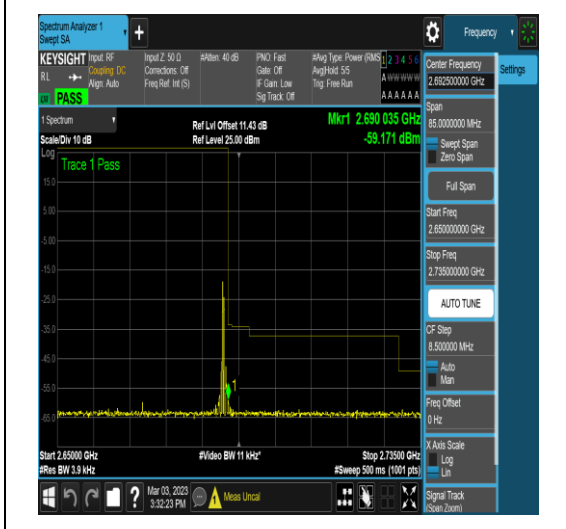 Spectrum Analyzer 1
Swept SA
+
Frequency
KEYSIGHT
Input: RF
Coupling: DC
Align: Auto
Input Z: 50 Ω
Corrections: Off
Freq Ref: Int (S)
#Atten: 40 dB
PNO: Fast
Gate: Off
IF Gain: Low
Sig Track: Off
#Avg Type: Power (RMS
Avg|Hold: 5/5
Trig: Free Run
1 2 3 4 5 6
A W W W W W
A A A A A A
RL
PASS
1 Spectrum
Scale/Div 10 dB
Ref Lvl Offset 11.43 dB
Ref Level 25.00 dBm
Mkr1 2.690 035 GHz
-59.171 dBm
Log
Trace 1 Pass
15.0
5.00
-5.00
-15.0
-25.0
-35.0
-45.0
-55.0
-65.0
1
Start 2.65000 GHz
#Res BW 3.9 kHz
#Video BW 11 kHz*
Stop 2.73500 GHz
#Sweep 500 ms (1001 pts)
Mar 03, 2023
3:32:23 PM
Meas Uncal
Center Frequency
2.692500000 GHz
Settings
Span
85.0000000 MHz
Swept Span
Zero Span
Full Span
Start Freq
2.650000000 GHz
Stop Freq
2.735000000 GHz
AUTO TUNE
CF Step
8.500000 MHz
Auto
Man
Freq Offset
0 Hz
X Axis Scale
Log
Lin
Signal Track
(Span Zoom)